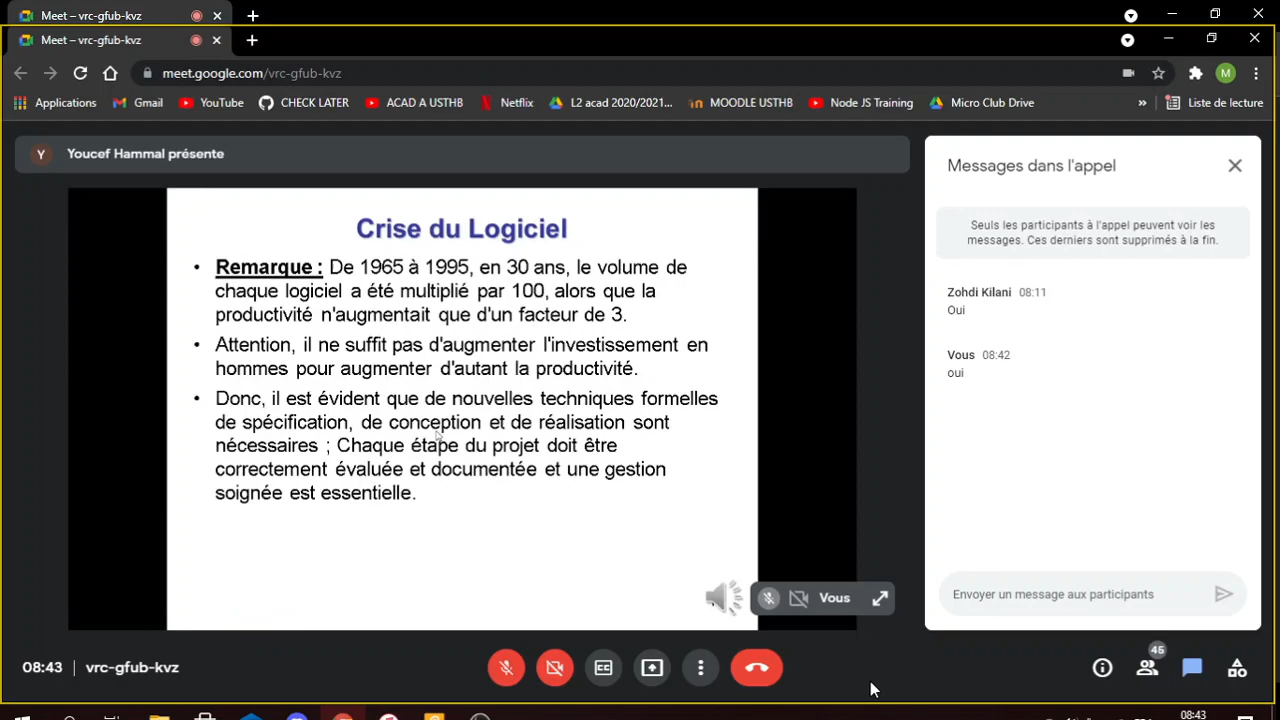 Meet – vrc-gfub-kvz
Meet – vrc-gfub-kvz
meet.google.com/vrc-gfub-kvz
M
Applications
Gmail
YouTube
CHECK LATER
ACAD A USTHB
Netflix
L2 acad 2020/2021...
MOODLE USTHB
Node JS Training
Micro Club Drive
»
Liste de lecture
Y
Youcef Hammal présente
Crise du Logiciel
• Remarque : De 1965 à 1995, en 30 ans, le volume de
chaque logiciel a été multiplié par 100, alors que la
productivité n'augmentait que d'un facteur de 3.
• Attention, il ne suffit pas d'augmenter l'investissement en
hommes pour augmenter d'autant la productivité.
• Donc, il est évident que de nouvelles techniques formelles
de spécification, de conception et de réalisation sont
nécessaires ; Chaque étape du projet doit être
correctement évaluée et documentée et une gestion
soignée est essentielle.
Vous
Messages dans l'appel
Seuls les participants à l'appel peuvent voir les
messages. Ces derniers sont supprimés à la fin.
Zohdi Kilani 08:11
Oui
Vous 08:42
oui
Envoyer un message aux participants
08:43 | vrc-gfub-kvz
45
08:43